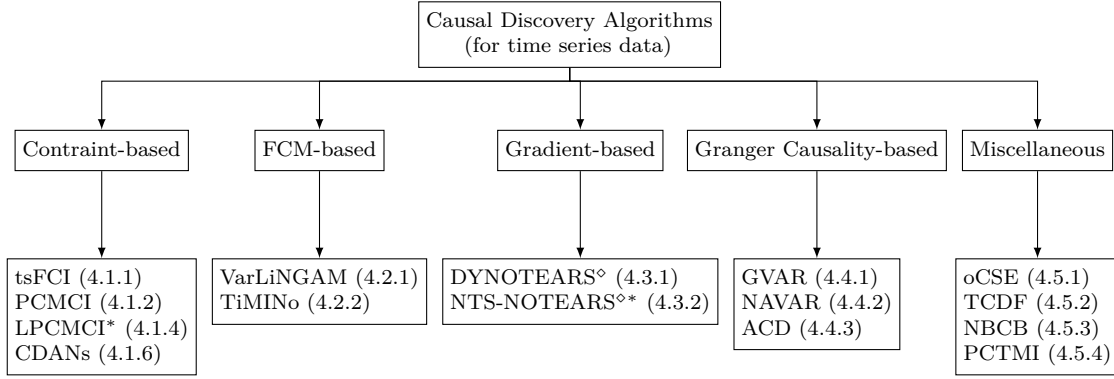 Causal Discovery Algorithms
(for time series data)
Contraint-based
FCM-based
Gradient-based
Granger Causality-based
Miscellaneous
tsFCI (4.1.1)
PCMCI (4.1.2)
LPCMCI* (4.1.4)
CDANs (4.1.6)
VarLiNGAM (4.2.1)
TiMINo (4.2.2)
DYNOTEARS⋄ (4.3.1)
NTS-NOTEARS⋄* (4.3.2)
GVAR (4.4.1)
NAVAR (4.4.2)
ACD (4.4.3)
oCSE (4.5.1)
TCDF (4.5.2)
NBCB (4.5.3)
PCTMI (4.5.4)